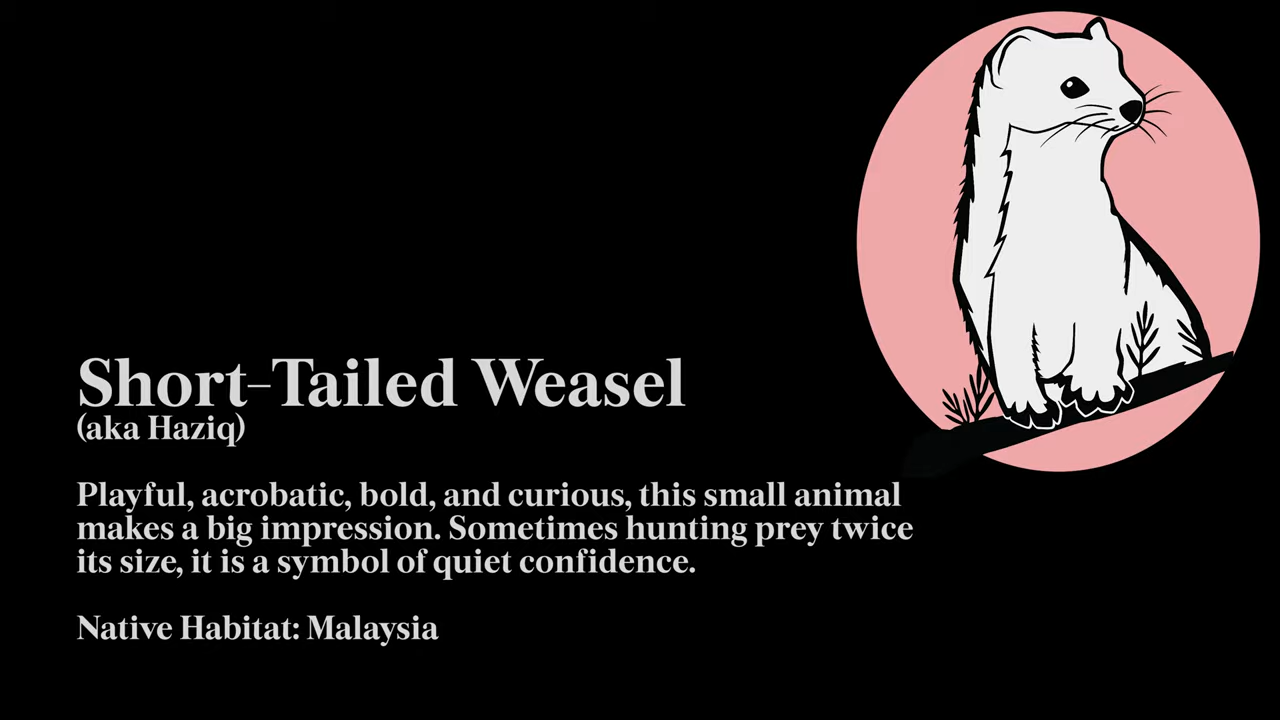 Short-Tailed Weasel
(aka Haziq)
Playful, acrobatic, bold, and curious, this small animal
makes a big impression. Sometimes hunting prey twice
its size, it is a symbol of quiet confidence.
Native Habitat: Malaysia